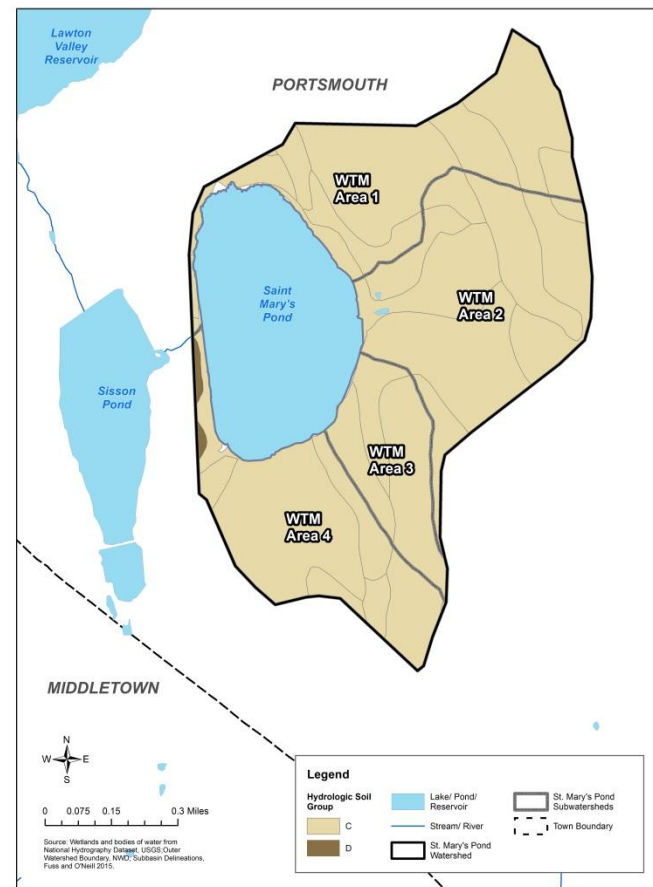 Lawton
Valley
Reservoir
PORTSMOUTH
WTM
Area 1
Saint
Mary's
Pond
WTM
Area 2
Sisson
Pond
WTM
Area 3
WTM
Area 4
MIDDLETOWN
N
W E
S
0 0.075 0.15 0.3 Miles
Source: Wetlands and bodies of water from
National Hydrography Dataset, USGS;Outer
Watershed Boundary, NWD; Subbasin Delineations,
Fuss and O'Neill 2015.
Legend
Hydrologic Soil
Group
C
D
Lake/ Pond/
Reservoir
Stream/ River
St. Mary's Pond
Watershed
St. Mary's Pond
Subwatersheds
Town Boundary